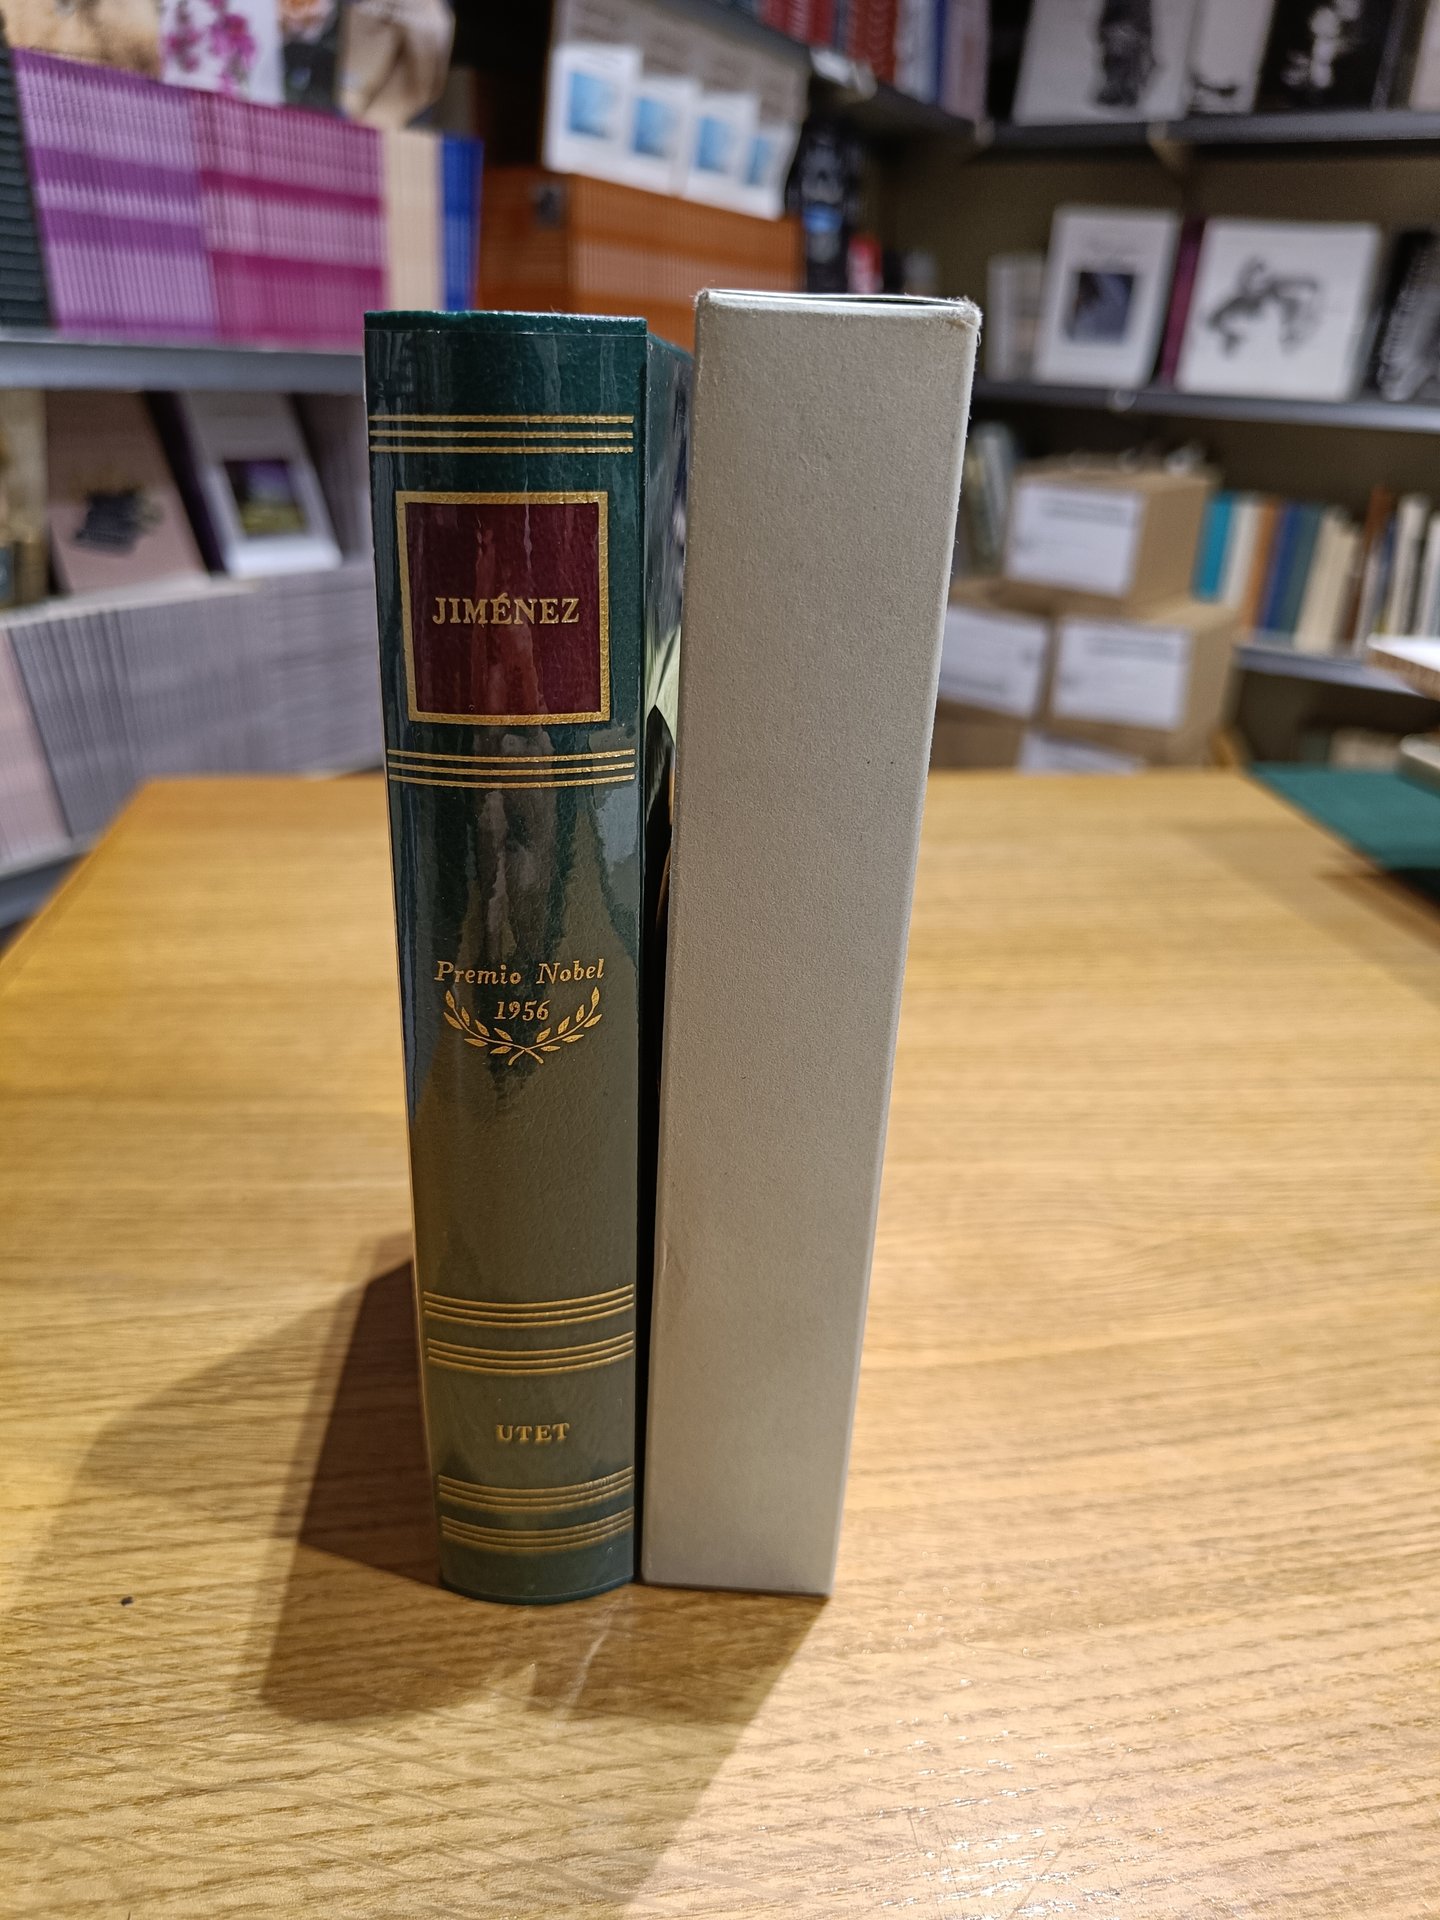 JIMÉNEZ
Premio Nobel
1956
UTET